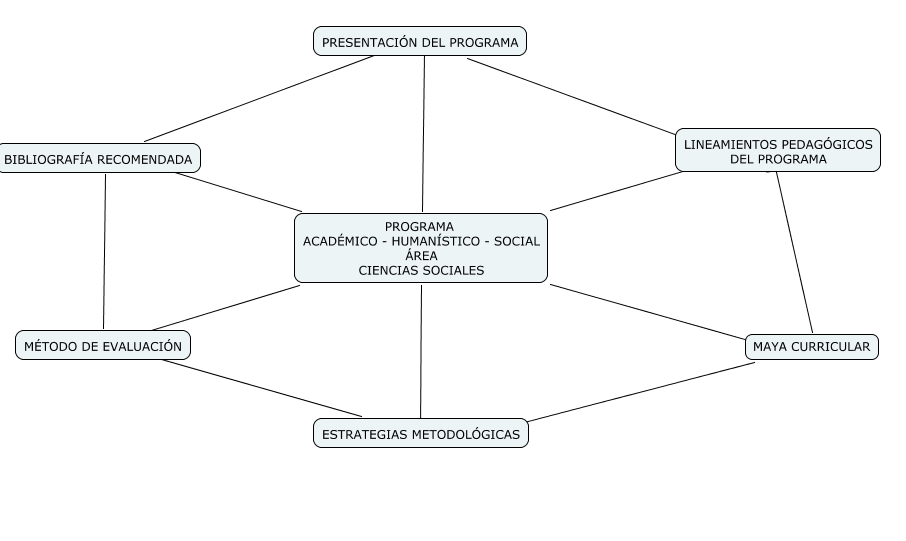 PRESENTACIÓN DEL PROGRAMA
LINEAMIENTOS PEDAGÓGICOS
DEL PROGRAMA
BIBLIOGRAFÍA RECOMENDADA
PROGRAMA
ACADÉMICO - HUMANÍSTICO - SOCIAL
ÁREA
CIENCIAS SOCIALES
MÉTODO DE EVALUACIÓN
MAYA CURRICULAR
ESTRATEGIAS METODOLÓGICAS